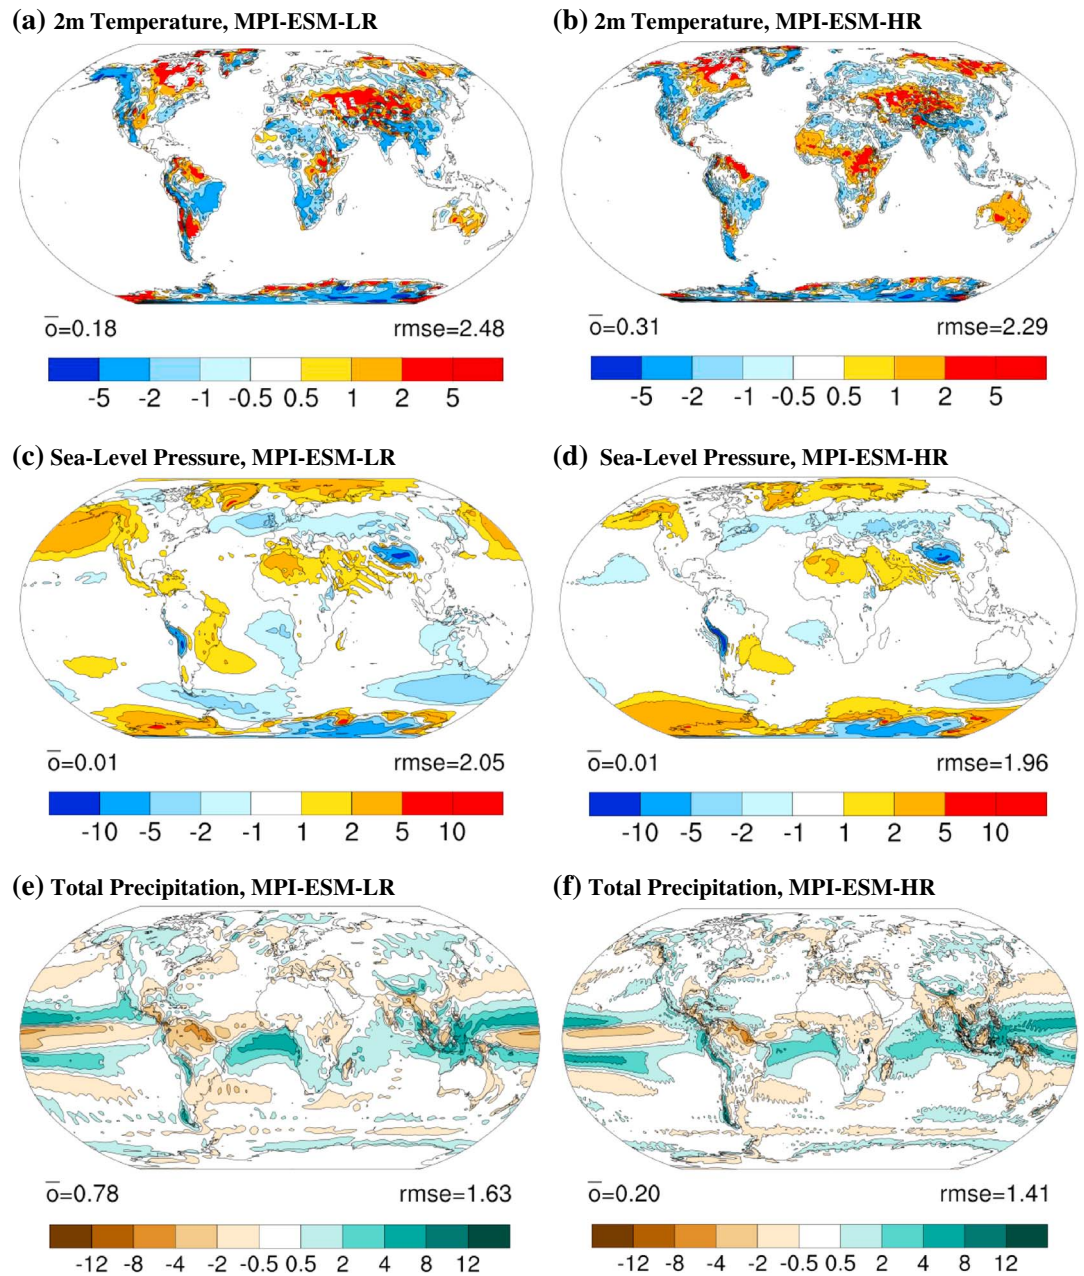 (a) 2m Temperature, MPI-ESM-LR
(b) 2m Temperature, MPI-ESM-HR
o̅=0.18 rmse=2.48
o̅=0.31 rmse=2.29
-5 -2 -1 -0.5 0.5 1 2 5
-5 -2 -1 -0.5 0.5 1 2 5
(c) Sea-Level Pressure, MPI-ESM-LR
(d) Sea-Level Pressure, MPI-ESM-HR
o̅=0.01 rmse=2.05
o̅=0.01 rmse=1.96
-10 -5 -2 -1 1 2 5 10
-10 -5 -2 -1 1 2 5 10
(e) Total Precipitation, MPI-ESM-LR
(f) Total Precipitation, MPI-ESM-HR
o̅=0.78 rmse=1.63
o̅=0.20 rmse=1.41
-12 -8 -4 -2 -0.5 0.5 2 4 8 12
-12 -8 -4 -2 -0.5 0.5 2 4 8 12